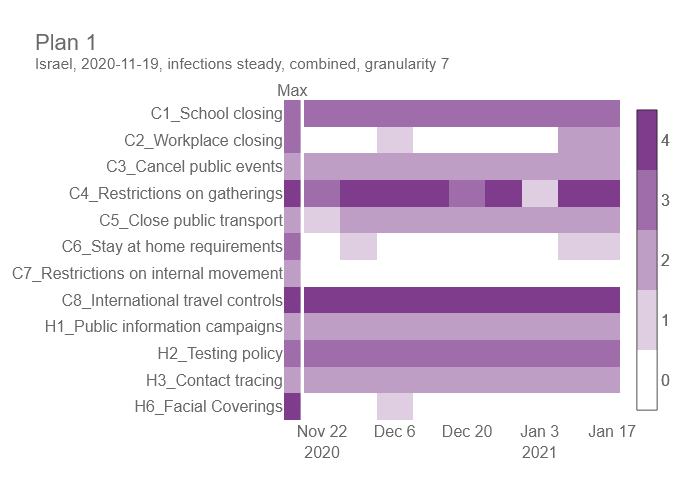 Plan 1
Israel, 2020-11-19, infections steady, combined, granularity 7
Max
C1_School closing
C2_Workplace closing
C3_Cancel public events
C4_Restrictions on gatherings
C5_Close public transport
C6_Stay at home requirements
C7_Restrictions on internal movement
C8_International travel controls
H1_Public information campaigns
H2_Testing policy
H3_Contact tracing
H6_Facial Coverings
Nov 22 Dec 6 Dec 20 Jan 3 Jan 17
2020 2021
4
3
2
1
0